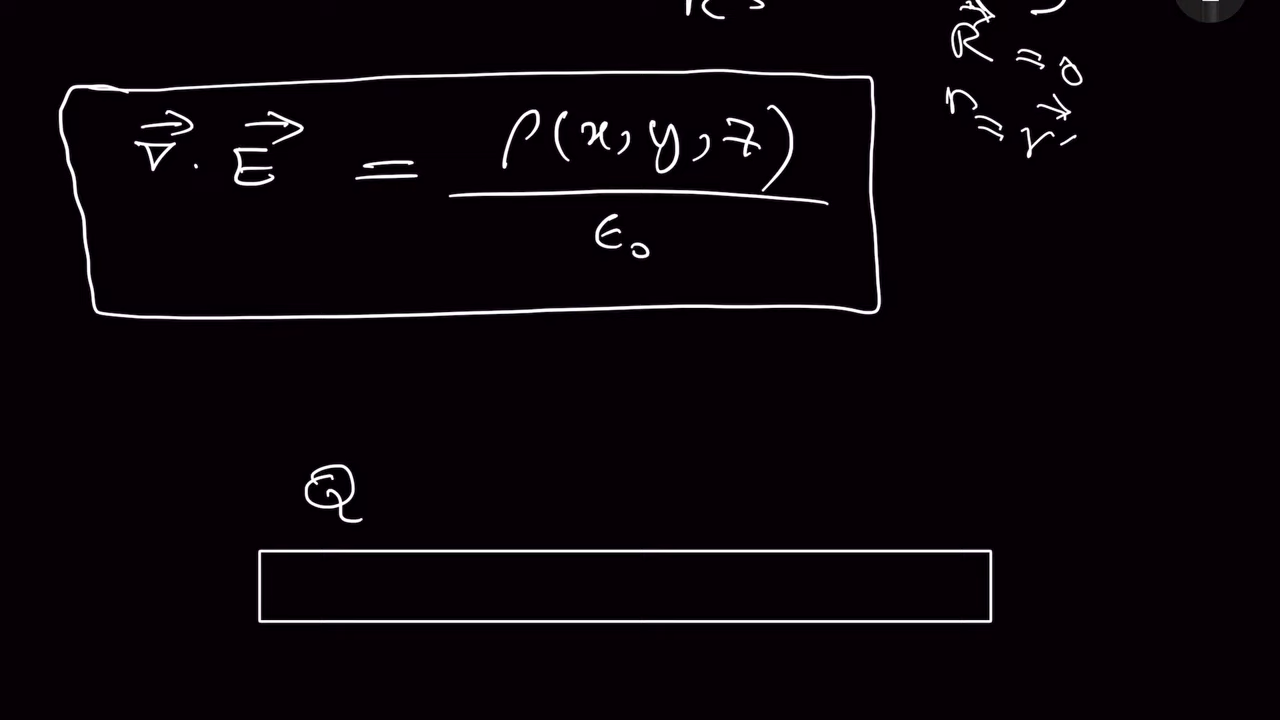 R⃗ = 0
r = r⃗'
∇⃗ · E⃗ = ρ(x, y, z) / ϵ₀
Q